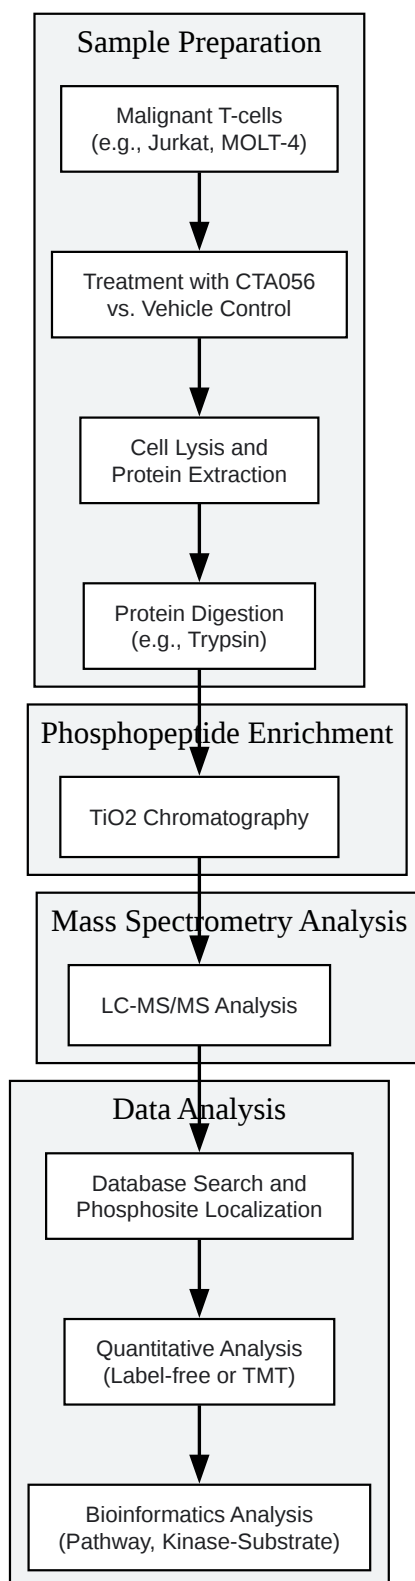 Sample Preparation
Malignant T-cells
(e.g., Jurkat, MOLT-4)
Treatment with CTA056
vs. Vehicle Control
Cell Lysis and
Protein Extraction
Protein Digestion
(e.g., Trypsin)
Phosphopeptide Enrichment
TiO2 Chromatography
Mass Spectrometry Analysis
LC-MS/MS Analysis
Data Analysis
Database Search and
Phosphosite Localization
Quantitative Analysis
(Label-free or TMT)
Bioinformatics Analysis
(Pathway, Kinase-Substrate)